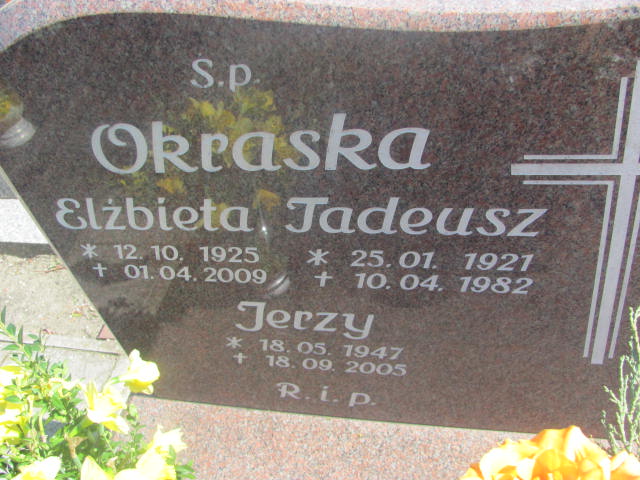 Ś.p.
Okraska
Elżbieta Tadeusz
* 12.10.1925 * 25.01.1921
+ 01.04.2009 + 10.04.1982
Jerzy
* 18.05.1947
+ 18.09.2005
R.i.p.